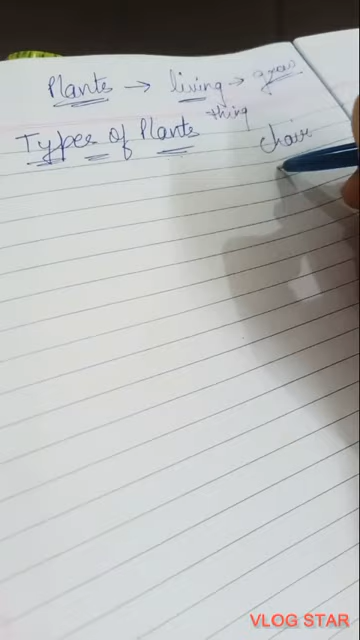 Plants → living → grow
thing
Types of Plants
chair
VLOG STAR